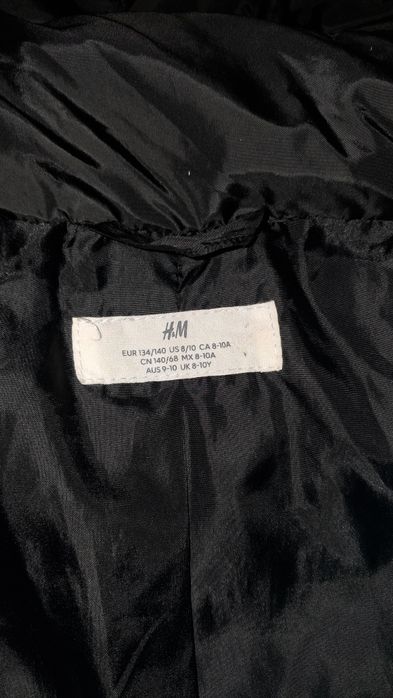 H&M
EUR 134/140 US 8/10 CA 8-10A
CN 140/68 MX 8-10A
AUS 9-10 UK 8-10Y